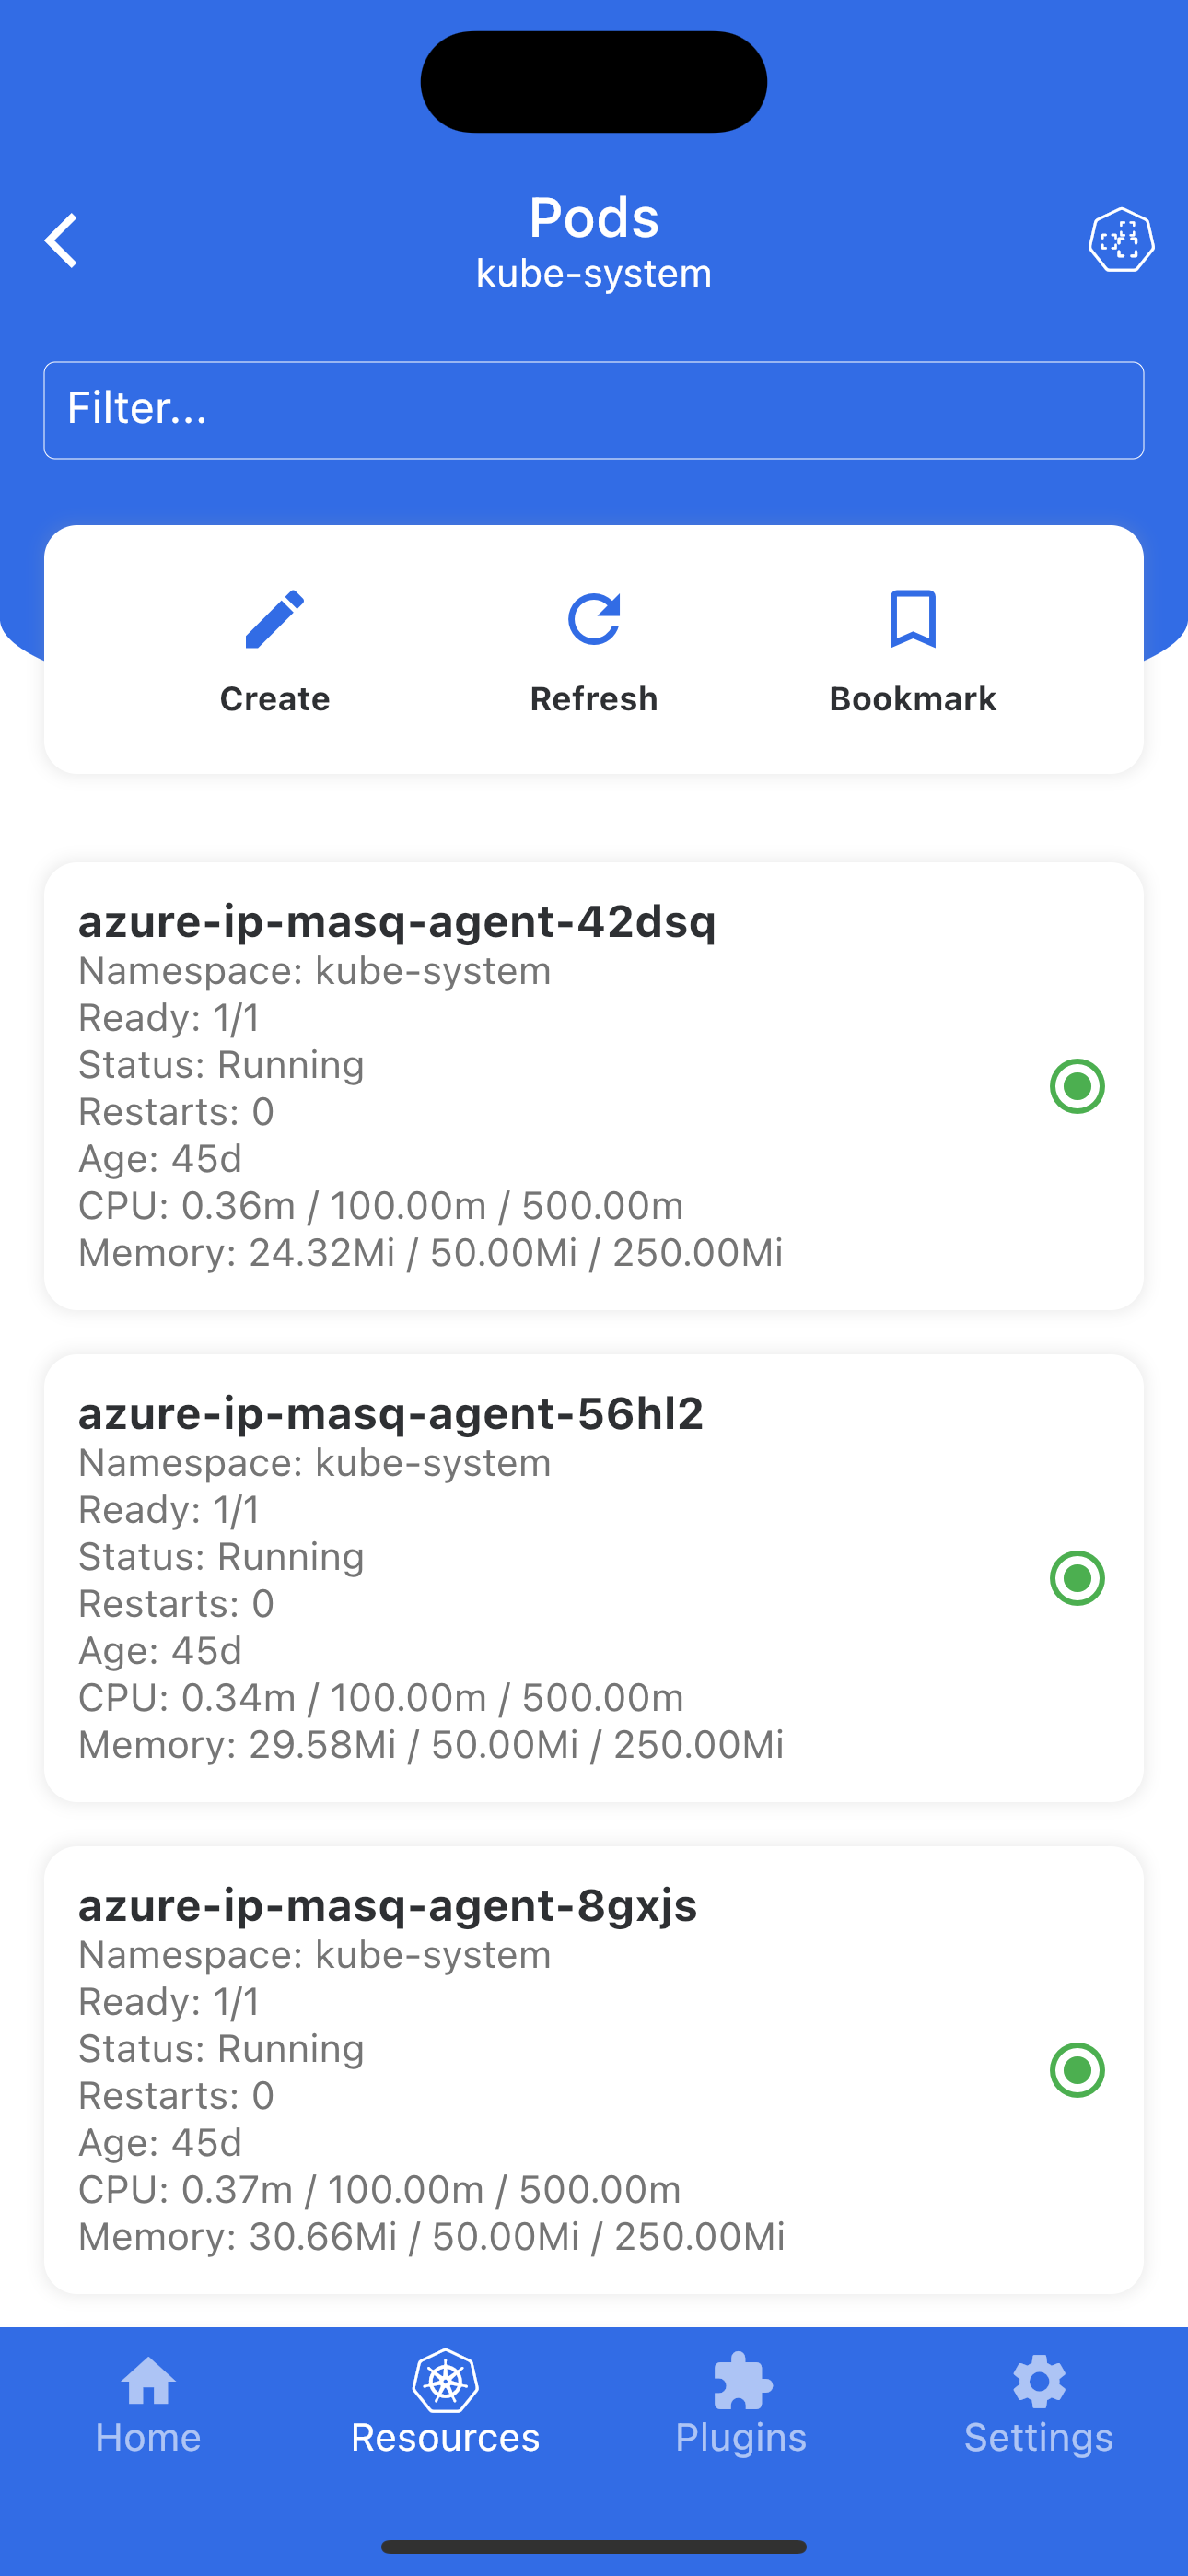 Pods
kube-system
Filter...
Create
Refresh
Bookmark
azure-ip-masq-agent-42dsq
Namespace: kube-system
Ready: 1/1
Status: Running
Restarts: 0
Age: 45d
CPU: 0.36m / 100.00m / 500.00m
Memory: 24.32Mi / 50.00Mi / 250.00Mi
azure-ip-masq-agent-56hl2
Namespace: kube-system
Ready: 1/1
Status: Running
Restarts: 0
Age: 45d
CPU: 0.34m / 100.00m / 500.00m
Memory: 29.58Mi / 50.00Mi / 250.00Mi
azure-ip-masq-agent-8gxjs
Namespace: kube-system
Ready: 1/1
Status: Running
Restarts: 0
Age: 45d
CPU: 0.37m / 100.00m / 500.00m
Memory: 30.66Mi / 50.00Mi / 250.00Mi
Home
Resources
Plugins
Settings